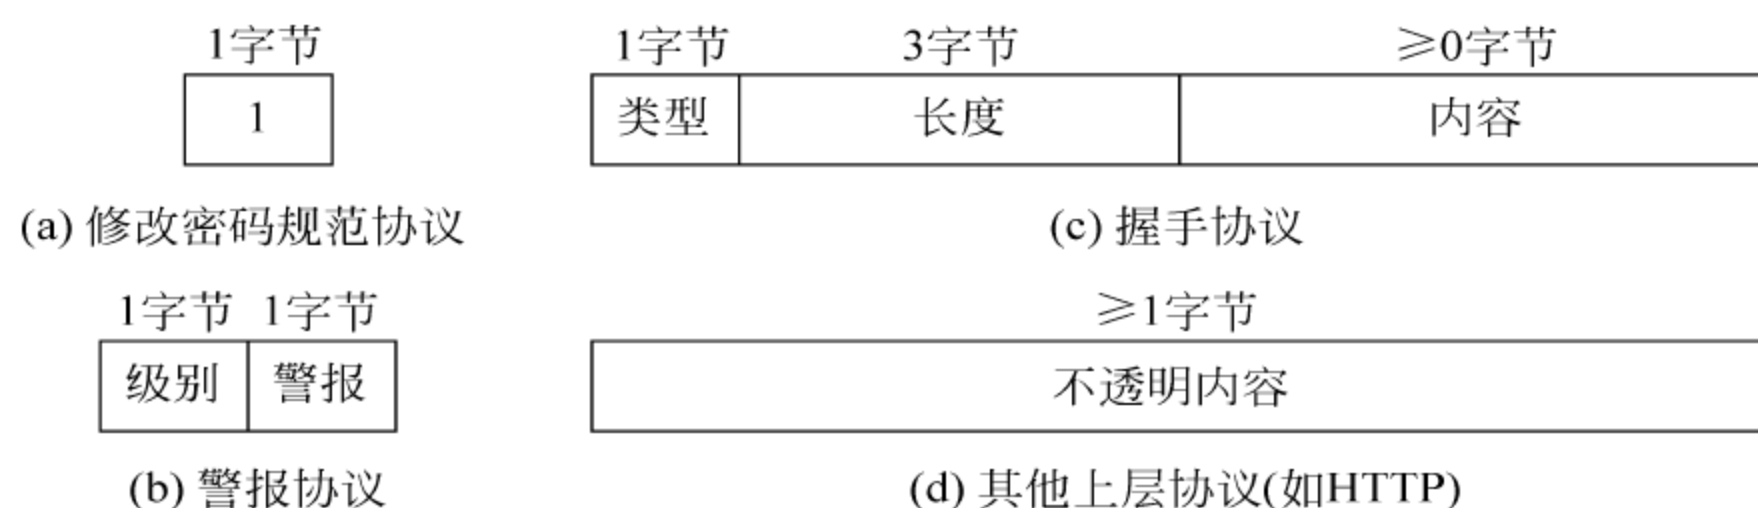 1字节
1
(a) 修改密码规范协议
1字节 3字节 ≥0字节
类型 长度 内容
(c) 握手协议
1字节 1字节
级别 警报
(b) 警报协议
≥1字节
不透明内容
(d) 其他上层协议(如HTTP)